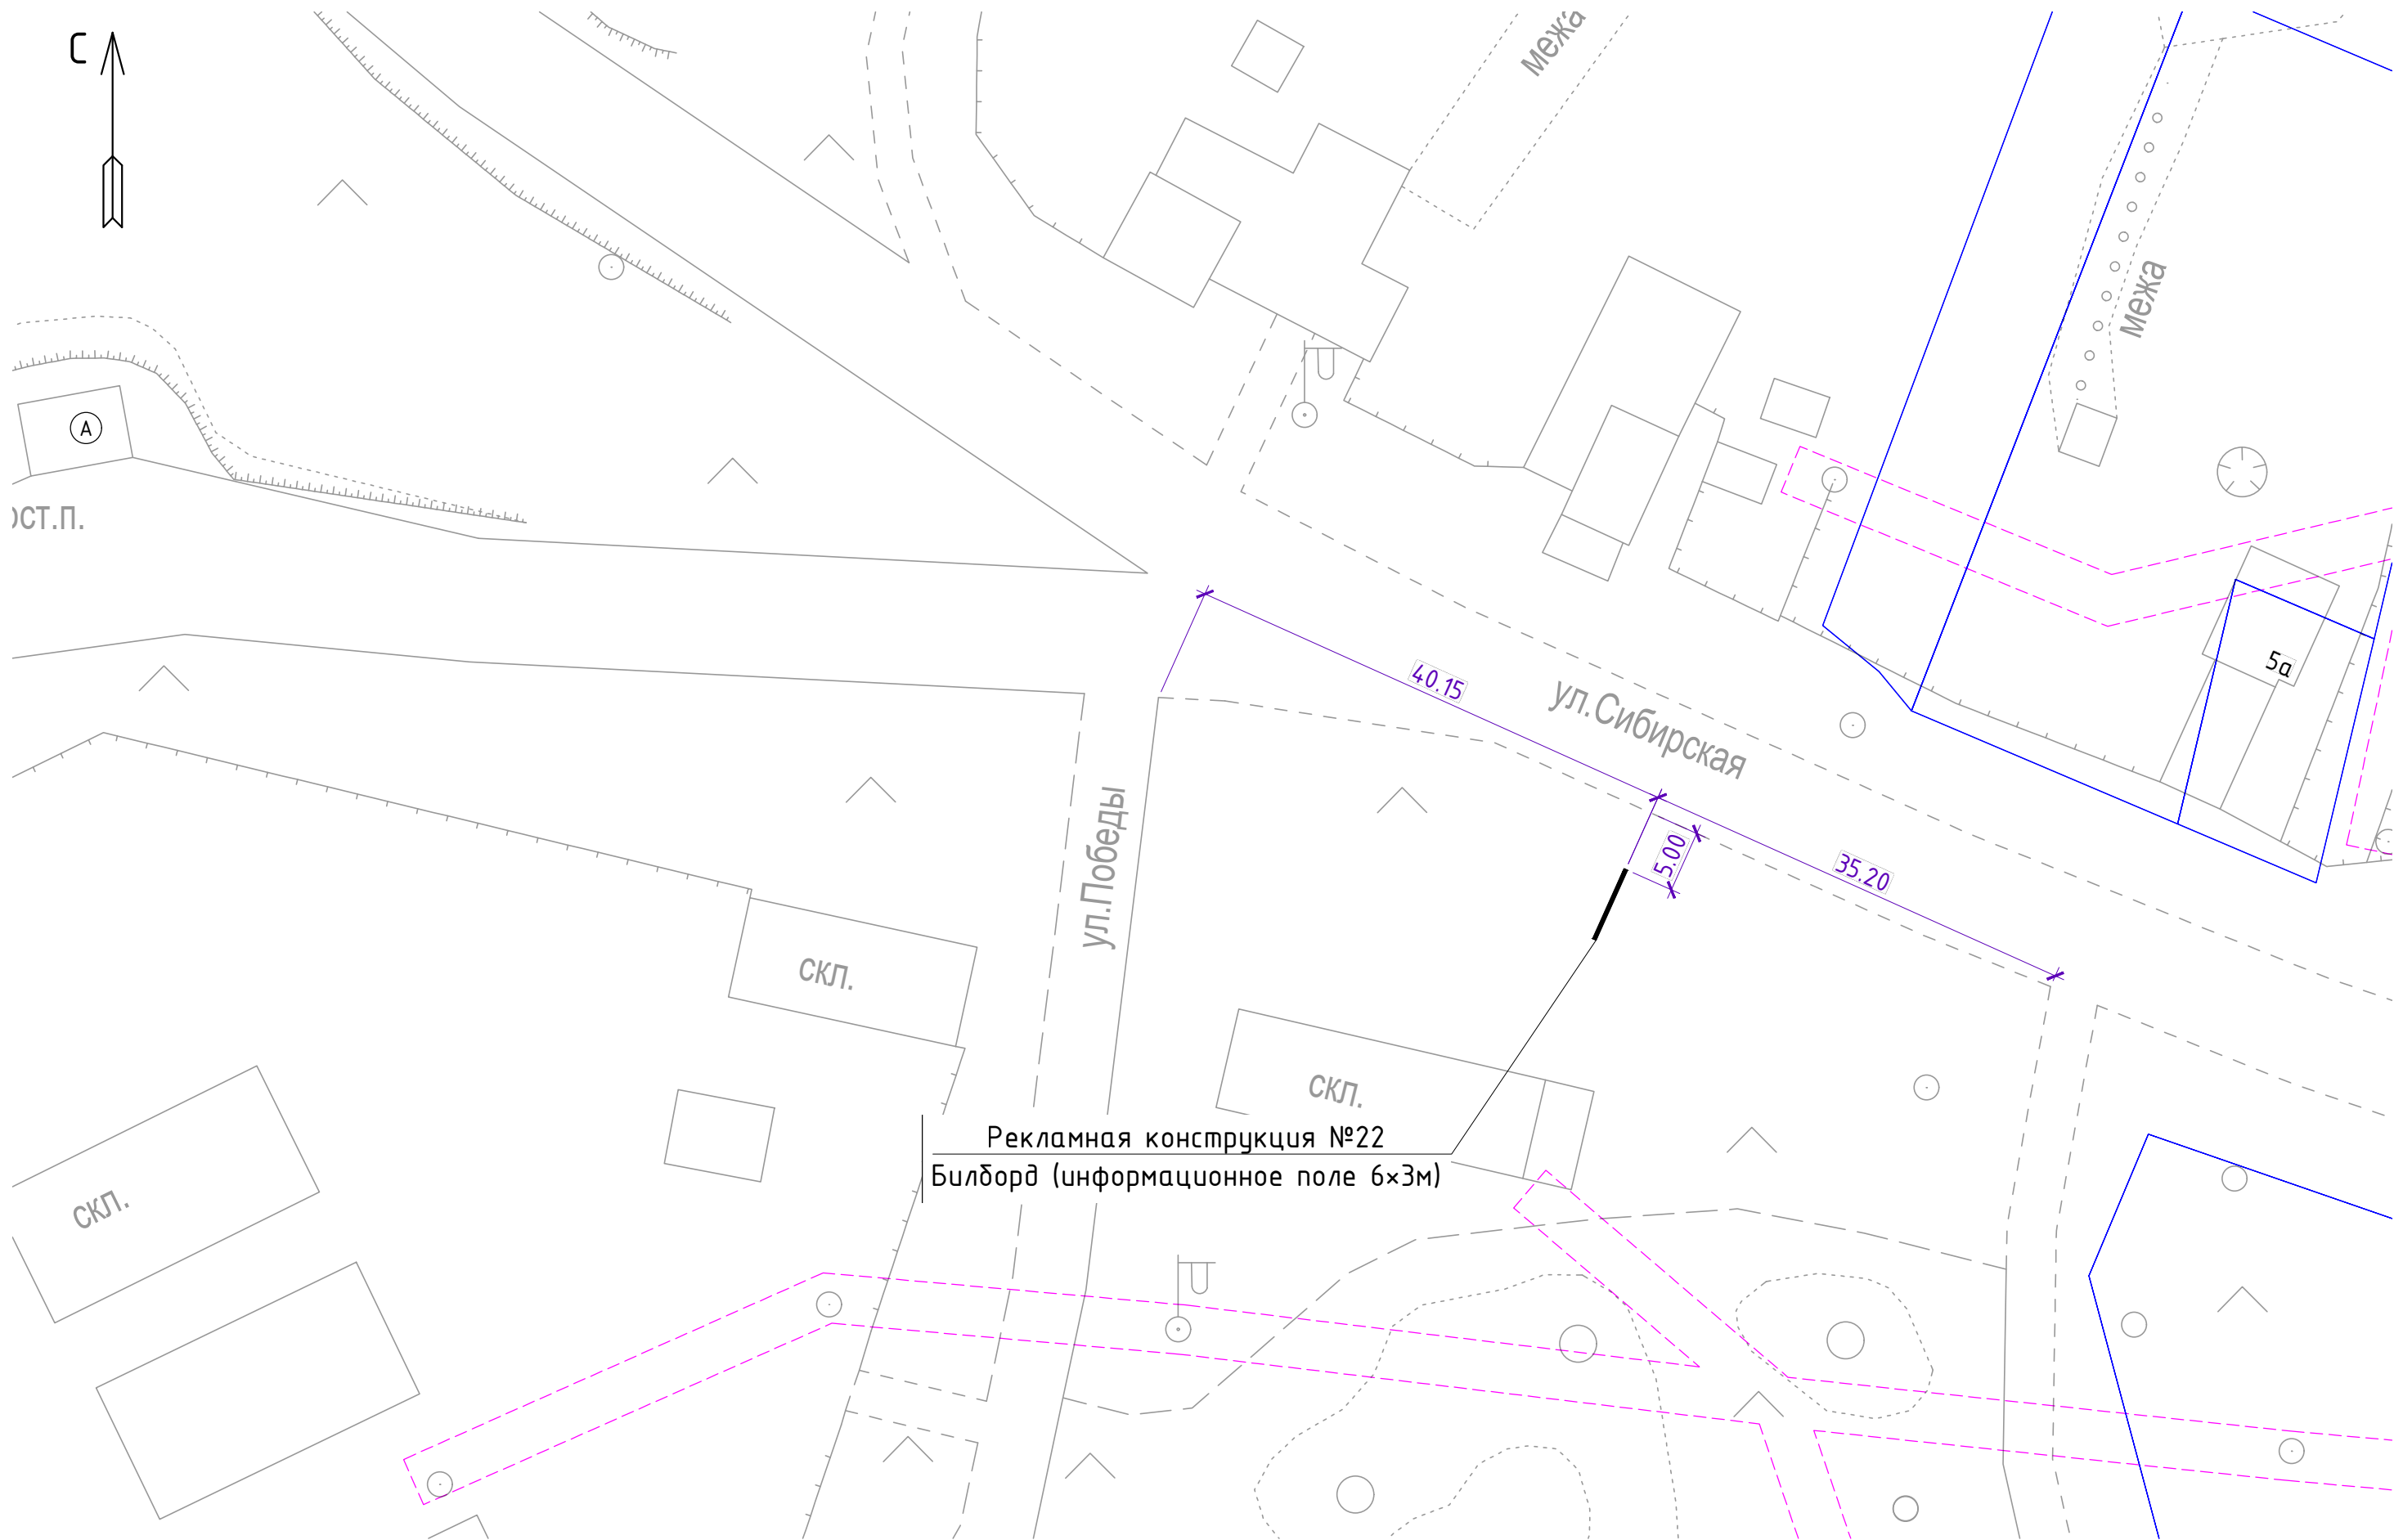 С
межа
межа
А
ост.п.
40.15
ул.Сибирская
5а
5.00
35.20
ул.Победы
скл.
скл.
Рекламная конструкция №22
Билборд (информационное поле 6×3м)
скл.